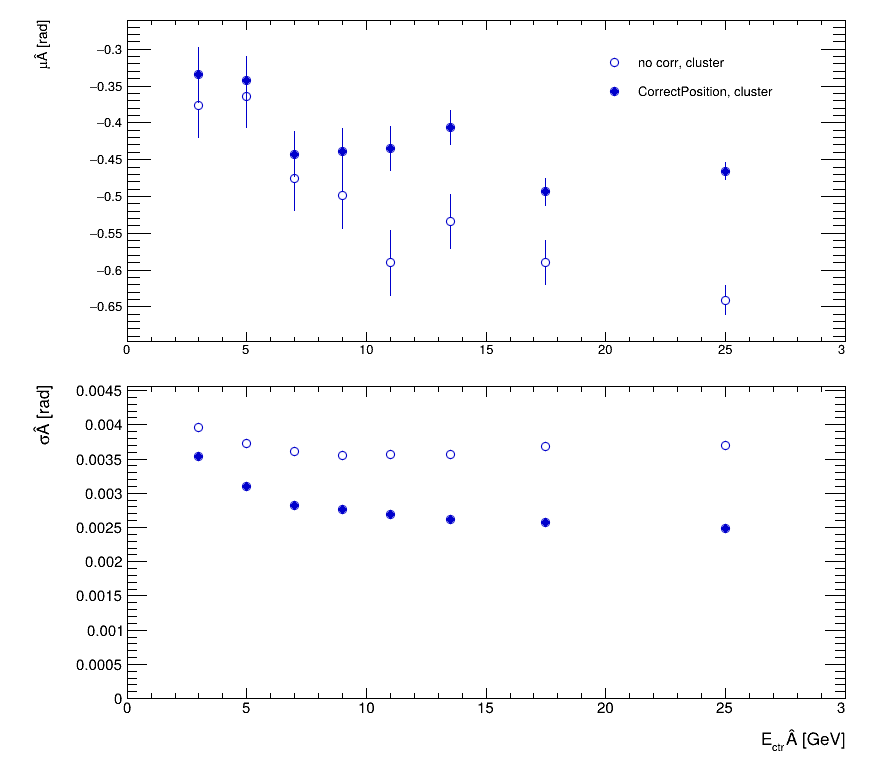 μÂ [rad]
−0.3
−0.35
−0.4
−0.45
−0.5
−0.55
−0.6
−0.65
no corr, cluster
CorrectPosition, cluster
0 5 10 15 20 25 3
σÂ [rad]
0.0045
0.004
0.0035
0.003
0.0025
0.002
0.0015
0.001
0.0005
0
0 5 10 15 20 25 3
E_ctr Â [GeV]